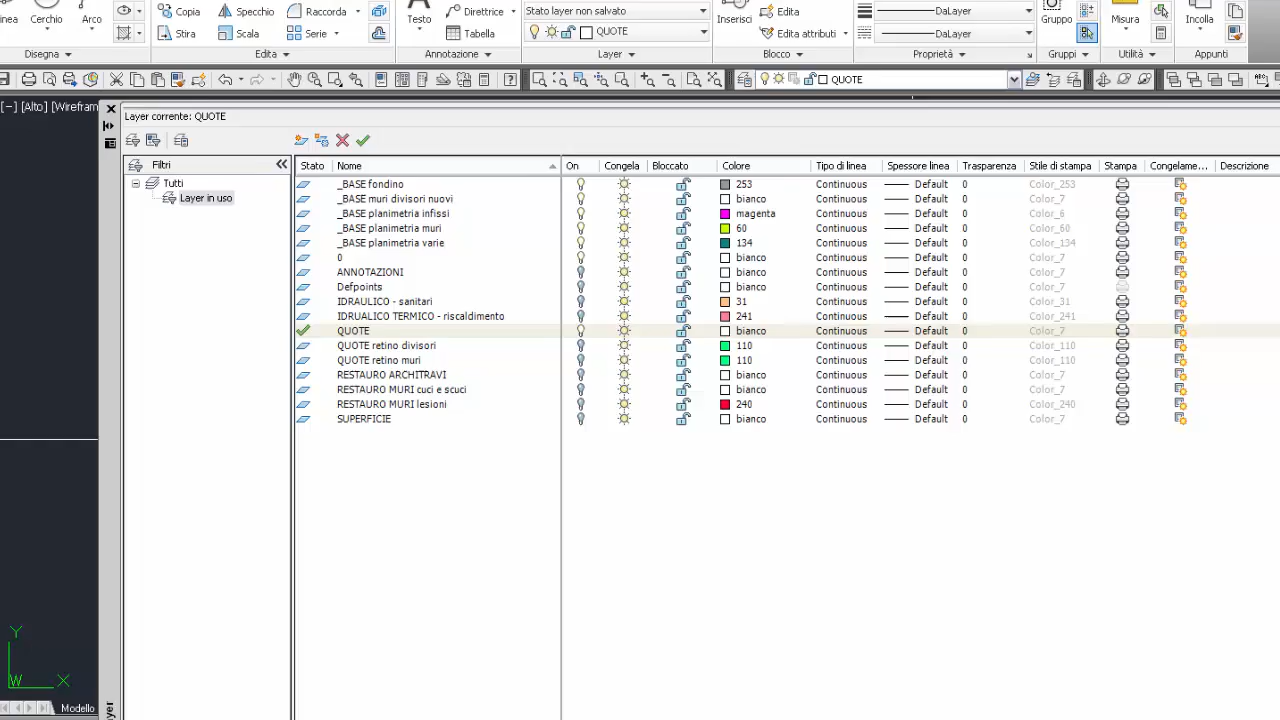 inea Cerchio Arco Copia Specchio Raccorda Testo Direttrice Stato layer non salvato Inserisci Edita DaLayer Gruppo Misura Incolla
Stira Scala Serie Tabella QUOTE Edita attributi DaLayer
Disegna Edita Annotazione Layer Blocco Proprietà Gruppi Utilità Appunti
QUOTE
[−] [Alto] [Wirefram
Layer corrente: QUOTE
Filtri Stato Nome On Congela Bloccato Colore Tipo di linea Spessore linea Trasparenza Stile di stampa Stampa Congelame... Descrizione
Tutti
Layer in uso
_BASE fondino 253 Continuous Default 0 Color_253
_BASE muri divisori nuovi bianco Continuous Default 0 Color_7
_BASE planimetria infissi magenta Continuous Default 0 Color_6
_BASE planimetria muri 60 Continuous Default 0 Color_60
_BASE planimetria varie 134 Continuous Default 0 Color_134
0 bianco Continuous Default 0 Color_7
ANNOTAZIONI bianco Continuous Default 0 Color_7
Defpoints bianco Continuous Default 0 Color_7
IDRAULICO - sanitari 31 Continuous Default 0 Color_31
IDRUALICO TERMICO - riscaldimento 241 Continuous Default 0 Color_241
QUOTE bianco Continuous Default 0 Color_7
QUOTE retino divisori 110 Continuous Default 0 Color_110
QUOTE retino muri 110 Continuous Default 0 Color_110
RESTAURO ARCHITRAVI bianco Continuous Default 0 Color_7
RESTAURO MURI cuci e scuci bianco Continuous Default 0 Color_7
RESTAURO MURI lesioni 240 Continuous Default 0 Color_240
SUPERFICIE bianco Continuous Default 0 Color_7
Y
W X
Modello
yer